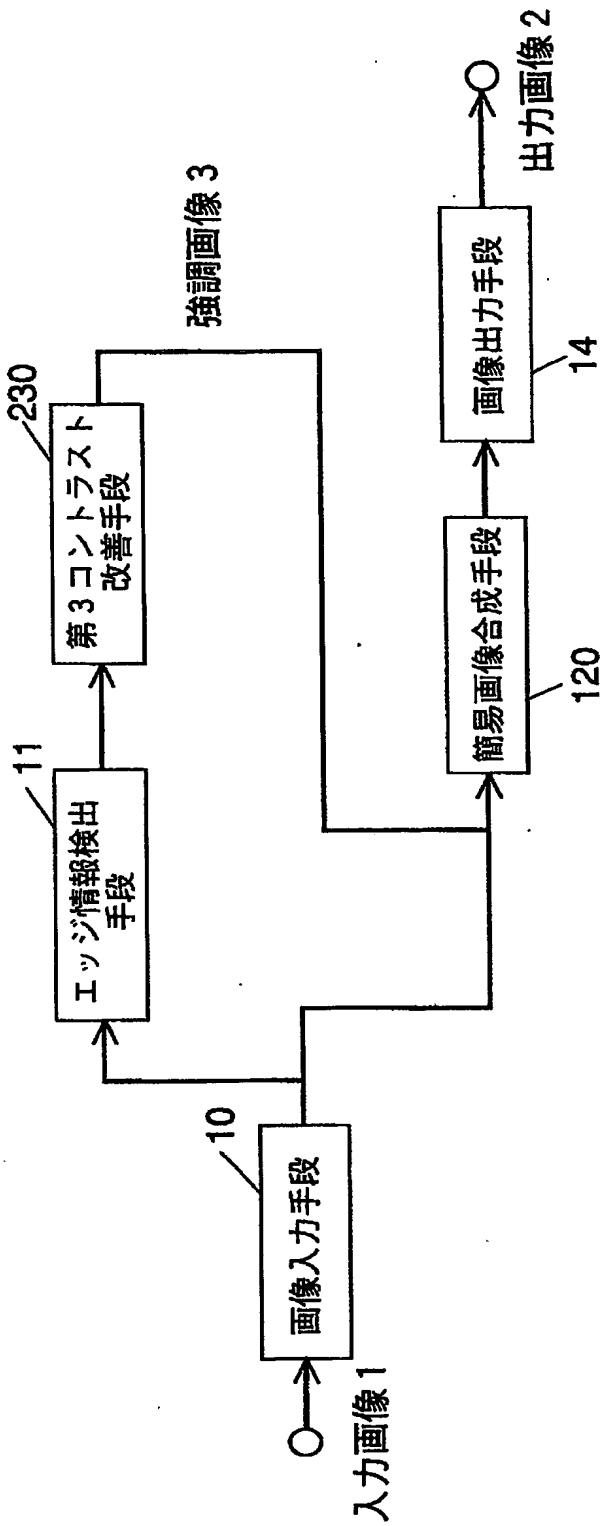 入力画像1
画像入力手段
10
エッジ情報検出
手段
11
第3コントラスト
改善手段
230
強調画像3
簡易画像合成手段
120
画像出力手段
14
出力画像2